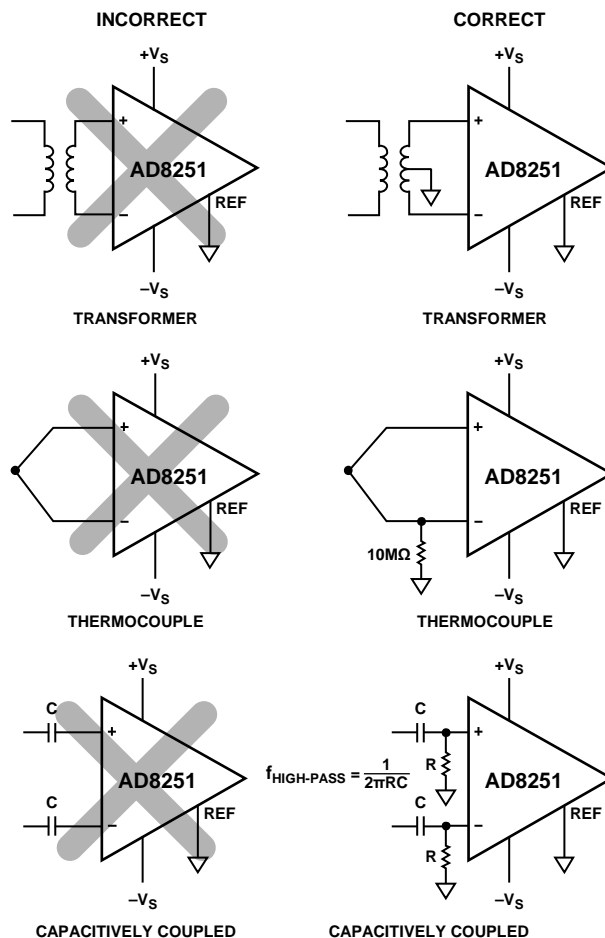 INCORRECT
CORRECT
+VS
+
AD8251
REF
−
−VS
TRANSFORMER
+VS
+
AD8251
−
−VS
TRANSFORMER
+VS
+
AD8251
REF
−
−VS
THERMOCOUPLE
+VS
+
AD8251
REF
−
10MΩ
−VS
THERMOCOUPLE
+VS
C
+
AD8251
C
REF
−
−VS
CAPACITIVELY COUPLED
fHIGH-PASS = 1/2πRC
+VS
C
+
R
AD8251
C
REF
−
R
−VS
CAPACITIVELY COUPLED